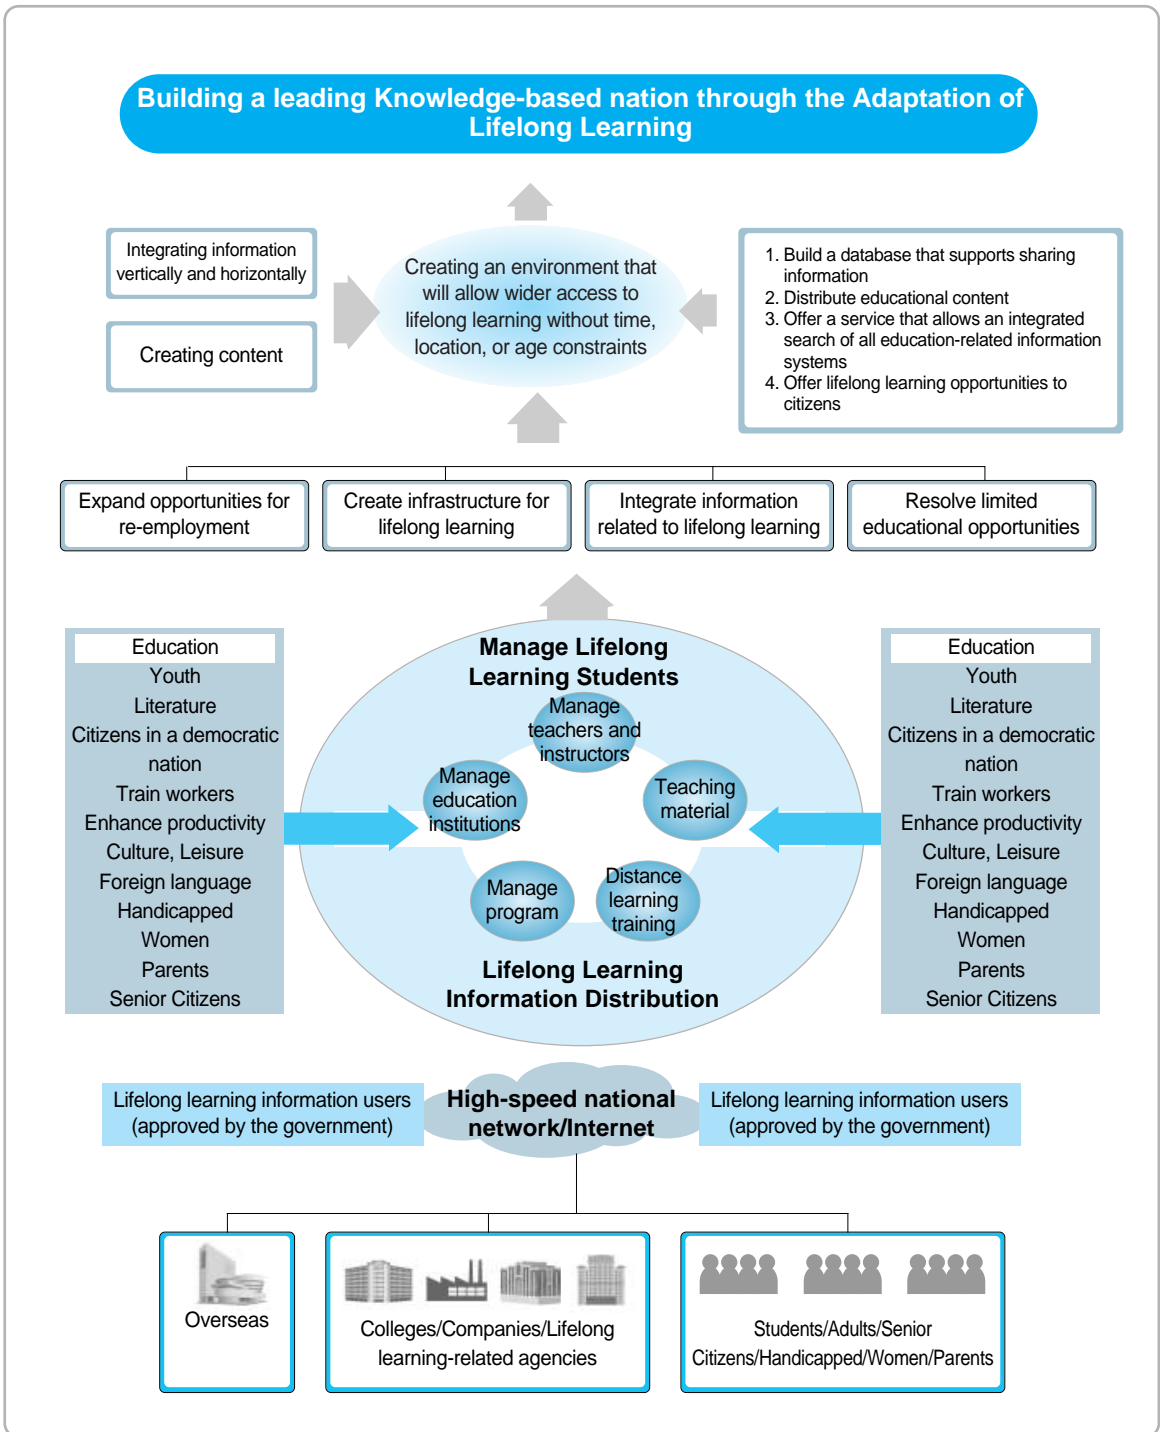 Building a leading Knowledge-based nation through the Adaptation of
Lifelong Learning
Integrating information
vertically and horizontally
Creating content
Creating an environment that
will allow wider access to
lifelong learning without time,
location, or age constraints
1. Build a database that supports sharing
information
2. Distribute educational content
3. Offer a service that allows an integrated
search of all education-related information
systems
4. Offer lifelong learning opportunities to
citizens
Expand opportunities for
re-employment
Create infrastructure for
lifelong learning
Integrate information
related to lifelong learning
Resolve limited
educational opportunities
Education
Youth
Literature
Citizens in a democratic
nation
Train workers
Enhance productivity
Culture, Leisure
Foreign language
Handicapped
Women
Parents
Senior Citizens
Manage Lifelong
Learning Students
Manage
teachers and
instructors
Manage
education
institutions
Teaching
material
Manage
program
Distance
learning
training
Lifelong Learning
Information Distribution
Education
Youth
Literature
Citizens in a democratic
nation
Train workers
Enhance productivity
Culture, Leisure
Foreign language
Handicapped
Women
Parents
Senior Citizens
Lifelong learning information users
(approved by the government)
High-speed national
network/Internet
Lifelong learning information users
(approved by the government)
Overseas
Colleges/Companies/Lifelong
learning-related agencies
Students/Adults/Senior
Citizens/Handicapped/Women/Parents